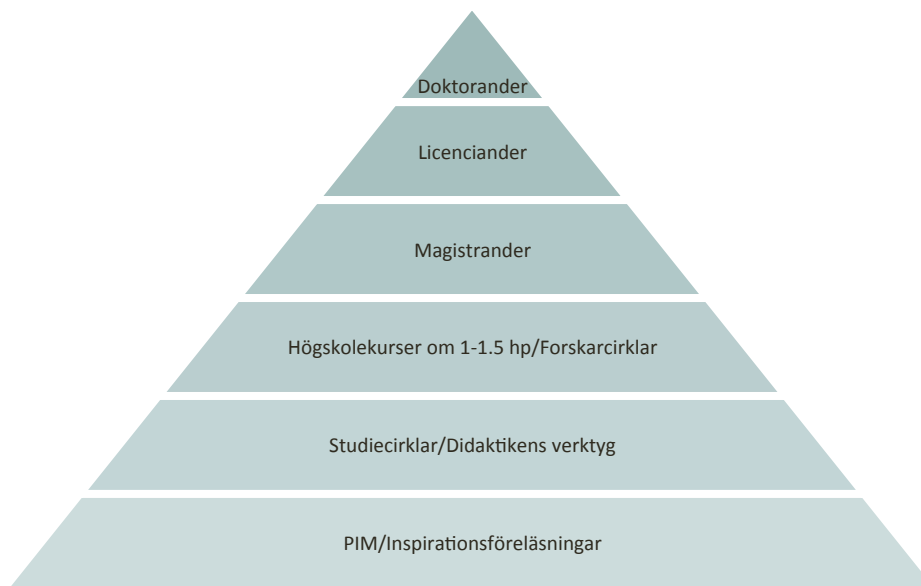 Doktorander
Licenciander
Magistrander
Högskolekurser om 1-1.5 hp/Forskarcirklar
Studiecirklar/Didaktikens verktyg
PIM/Inspirationsföreläsningar